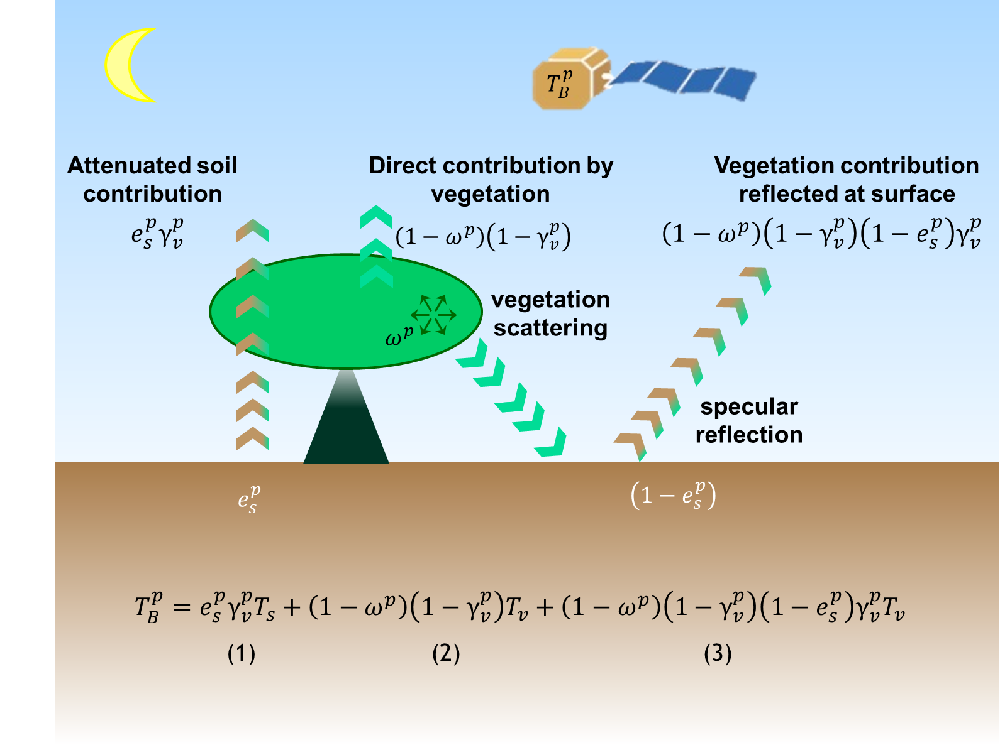 T_B^p
Attenuated soil
contribution
e_s^p γ_v^p
Direct contribution by
vegetation
(1 − ω^p)(1 − γ_v^p)
Vegetation contribution
reflected at surface
(1 − ω^p)(1 − γ_v^p)(1 − e_s^p)γ_v^p
vegetation
scattering
ω^p
specular
reflection
e_s^p
(1 − e_s^p)
T_B^p = e_s^p γ_v^p T_s + (1 − ω^p)(1 − γ_v^p)T_v + (1 − ω^p)(1 − γ_v^p)(1 − e_s^p)γ_v^p T_v
(1) (2) (3)